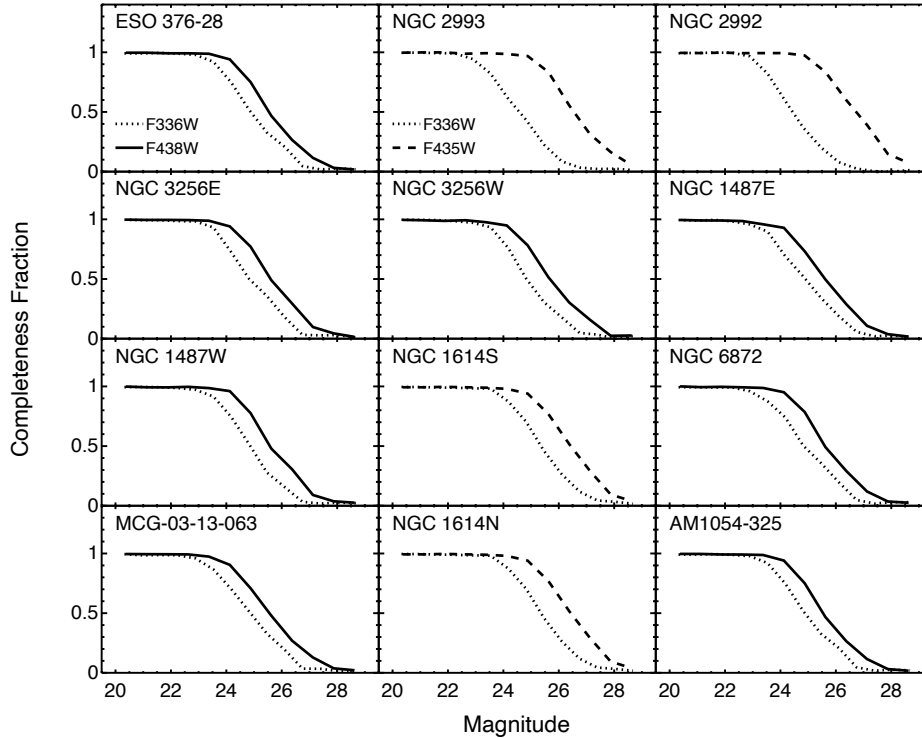 ESO 376-28 NGC 2993 NGC 2992
1
0.5
0
F336W
F438W
F336W
F435W
NGC 3256E NGC 3256W NGC 1487E
1
0.5
0
NGC 1487W NGC 1614S NGC 6872
1
0.5
0
MCG-03-13-063 NGC 1614N AM1054-325
1
0.5
0
20 22 24 26 28 20 22 24 26 28 20 22 24 26 28
Completeness Fraction
Magnitude